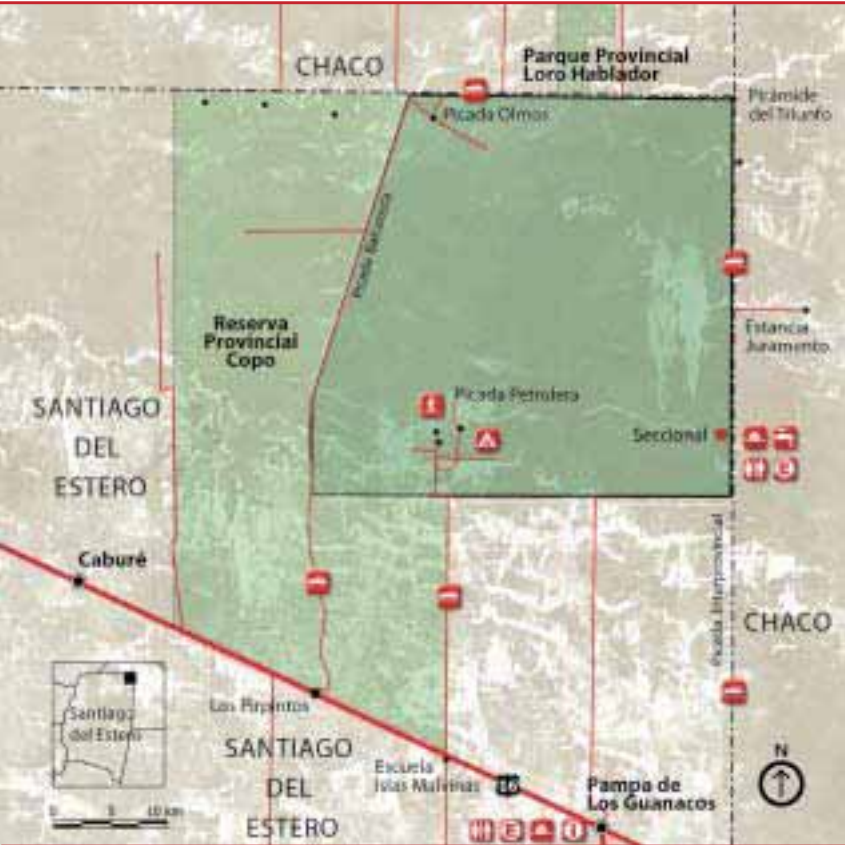 CHACO
Parque Provincial
Loro Hablador
Pirámide
del Triunfo
Picada Olmos
Reserva
Provincial
Copo
Estancia
Juramento
Picada Petrolera
SANTIAGO
DEL
ESTERO
Seccional
Caburé
Picada Interprovincial
CHACO
Santiago
del Estero
Los Pirpintos
SANTIAGO
DEL
ESTERO
Escuela
Islas Malvinas
16
Pampa de
Los Guanacos
N
0 5 10 km
E